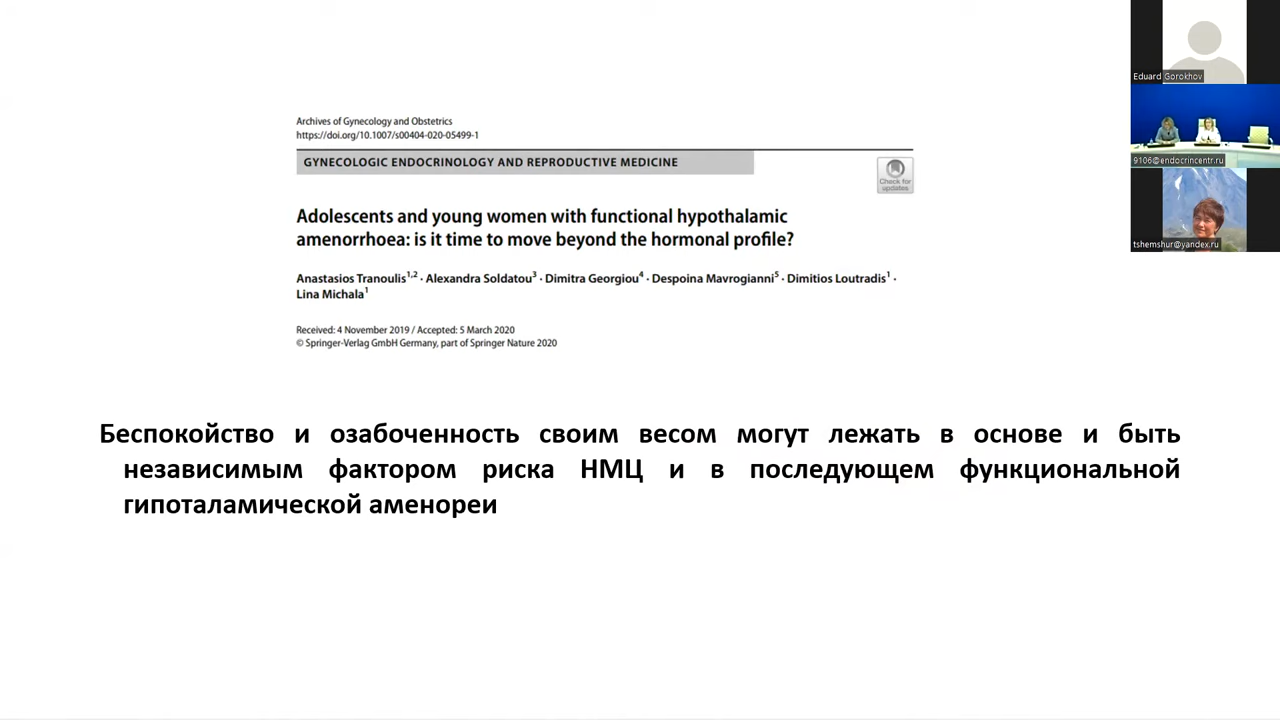 Archives of Gynecology and Obstetrics
https://doi.org/10.1007/s00404-020-05499-1
GYNECOLOGIC ENDOCRINOLOGY AND REPRODUCTIVE MEDICINE
Check for
updates
Adolescents and young women with functional hypothalamic
amenorrhoea: is it time to move beyond the hormonal profile?
Anastasios Tranoulis1,2 · Alexandra Soldatou3 · Dimitra Georgiou4 · Despoina Mavrogianni5 · Dimitios Loutradis1 ·
Lina Michala1
Received: 4 November 2019 / Accepted: 5 March 2020
© Springer-Verlag GmbH Germany, part of Springer Nature 2020
Беспокойство и озабоченность своим весом могут лежать в основе и быть
независимым фактором риска НМЦ и в последующем функциональной
гипоталамической аменореи
Eduard Gorokhov
9106@endocrincentr.ru
tshemshur@yandex.ru